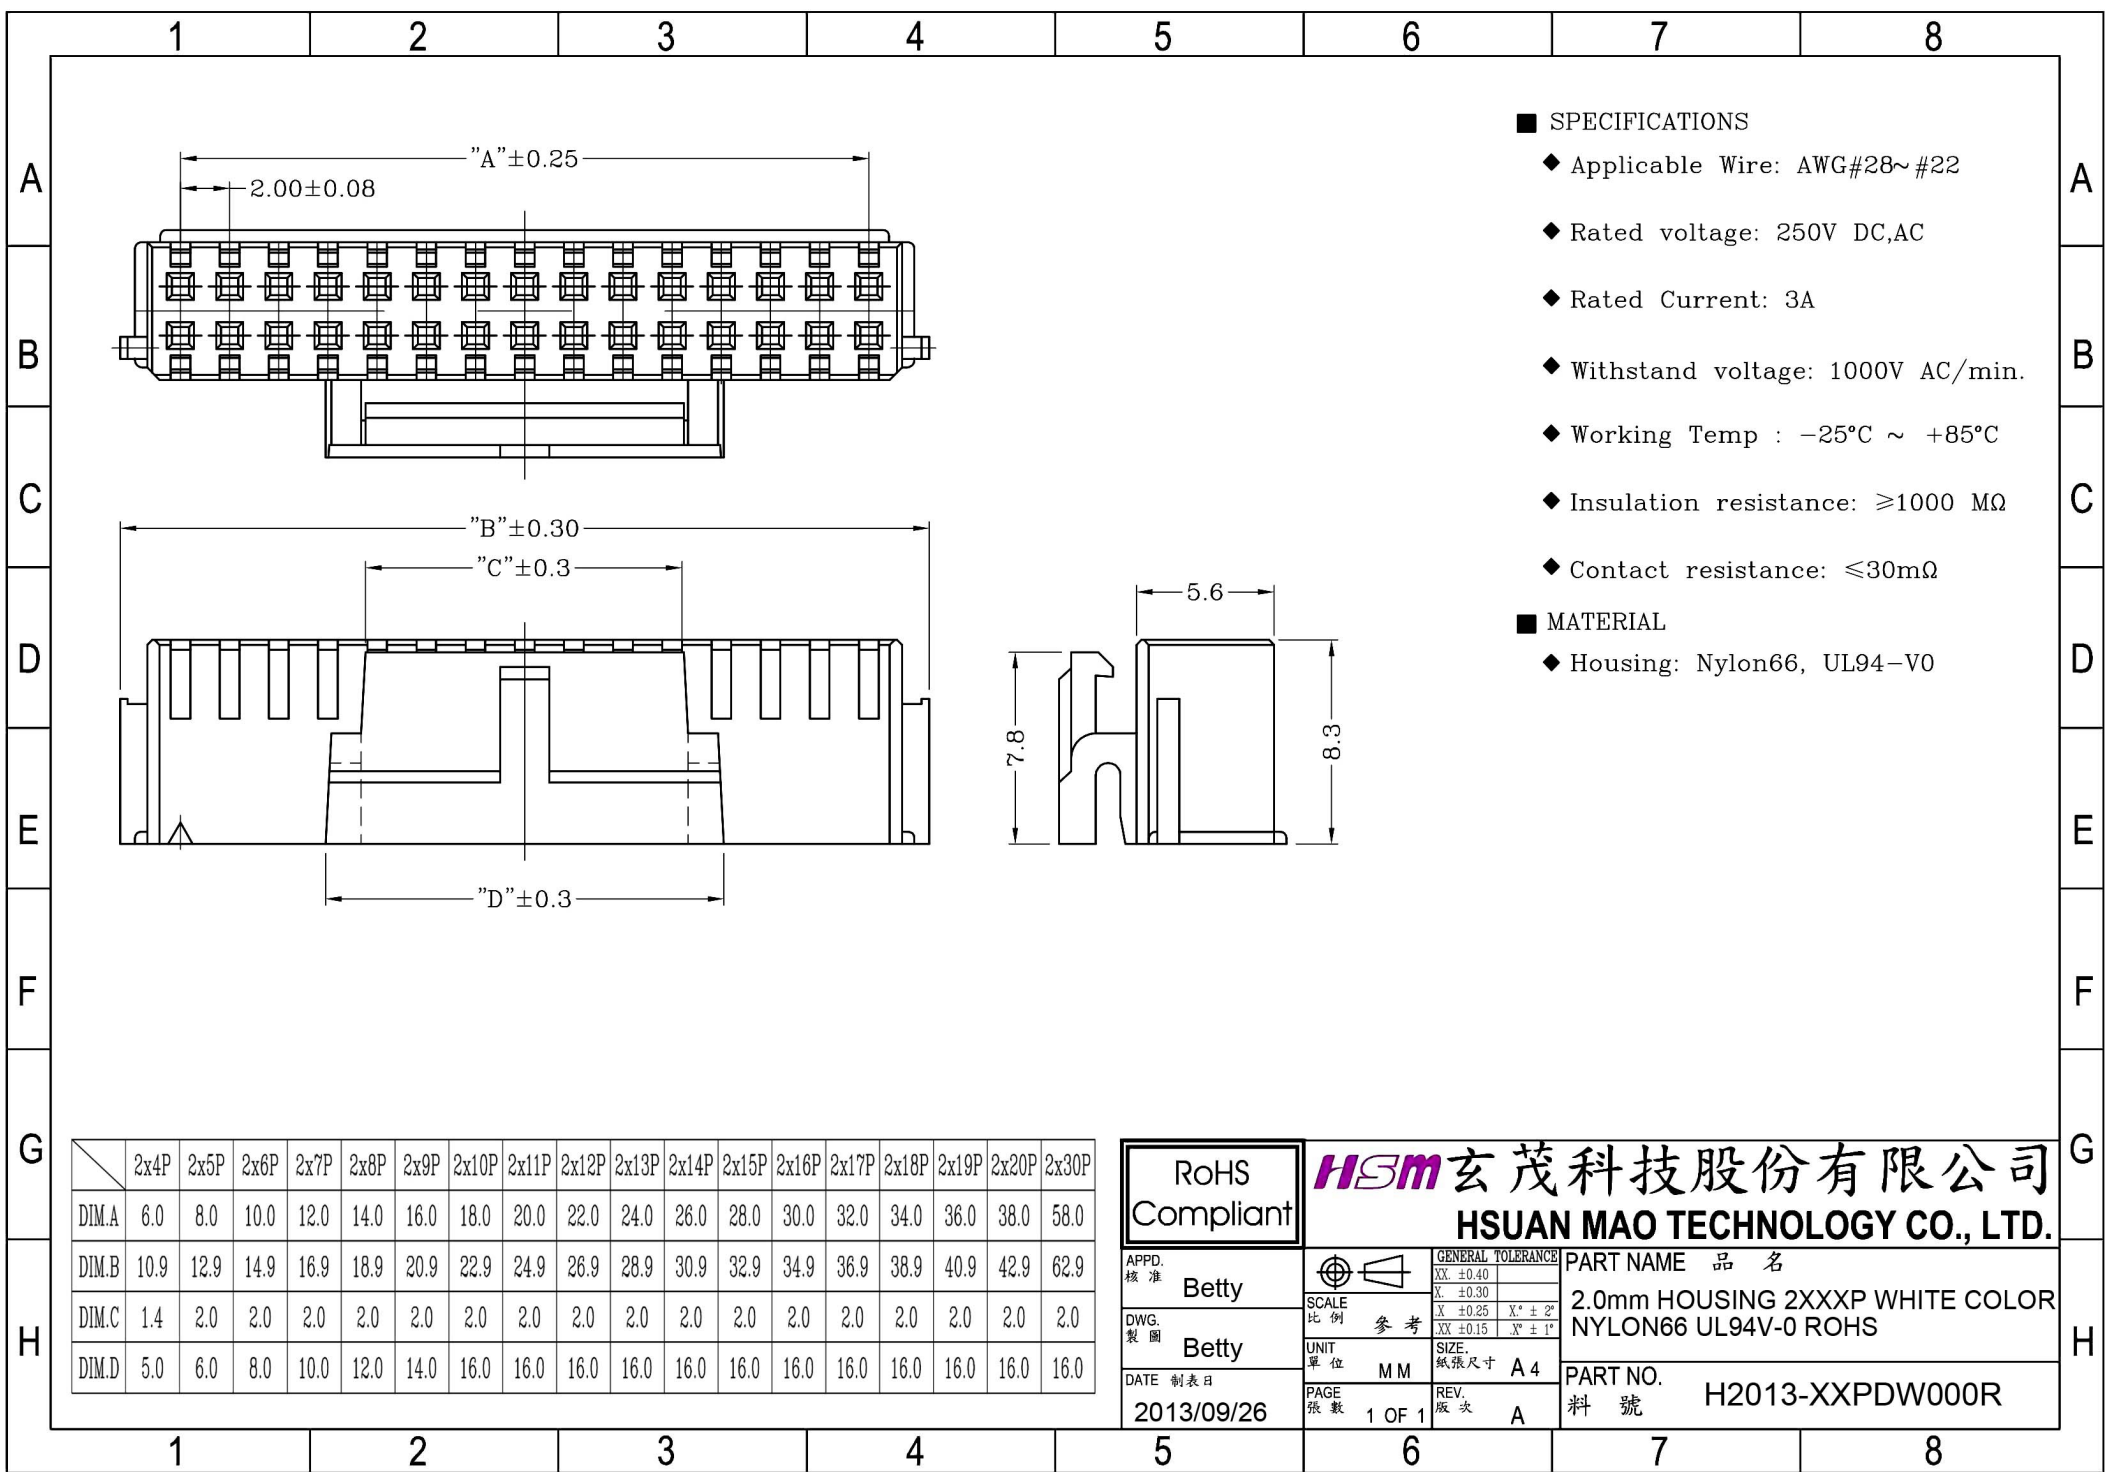 1 2 3 4 5 6 7 8
A A
B B
C C
D D
E E
F F
G G
H H
"A"±0.25
2.00±0.08
"B"±0.30
"C"±0.3
"D"±0.3
5.6
7.8
8.3
■ SPECIFICATIONS
◆ Applicable Wire: AWG#28~#22
◆ Rated voltage: 250V DC,AC
◆ Rated Current: 3A
◆ Withstand voltage: 1000V AC/min.
◆ Working Temp : −25°C ~ +85°C
◆ Insulation resistance: ≥1000 MΩ
◆ Contact resistance: ≤30mΩ
■ MATERIAL
◆ Housing: Nylon66, UL94−V0
2x4P 2x5P 2x6P 2x7P 2x8P 2x9P 2x10P 2x11P 2x12P 2x13P 2x14P 2x15P 2x16P 2x17P 2x18P 2x19P 2x20P 2x30P
DIM.A 6.0 8.0 10.0 12.0 14.0 16.0 18.0 20.0 22.0 24.0 26.0 28.0 30.0 32.0 34.0 36.0 38.0 58.0
DIM.B 10.9 12.9 14.9 16.9 18.9 20.9 22.9 24.9 26.9 28.9 30.9 32.9 34.9 36.9 38.9 40.9 42.9 62.9
DIM.C 1.4 2.0 2.0 2.0 2.0 2.0 2.0 2.0 2.0 2.0 2.0 2.0 2.0 2.0 2.0 2.0 2.0 2.0
DIM.D 5.0 6.0 8.0 10.0 12.0 14.0 16.0 16.0 16.0 16.0 16.0 16.0 16.0 16.0 16.0 16.0 16.0 16.0
RoHS
Compliant
HSM 玄茂科技股份有限公司
HSUAN MAO TECHNOLOGY CO., LTD.
APPD.
核准 Betty
DWG.
製圖 Betty
DATE 制表日
2013/09/26
SCALE
比例 參考
UNIT
單位 MM
PAGE
張數 1 OF 1
GENERAL TOLERANCE
XX. ±0.40
X. ±0.30
.X ±0.25 X.° ± 2°
.XX ±0.15 .X° ± 1°
SIZE.
紙張尺寸 A4
REV.
版次 A
PART NAME 品名
2.0mm HOUSING 2XXXP WHITE COLOR
NYLON66 UL94V-0 ROHS
PART NO.
料號 H2013-XXPDW000R
1 2 3 4 5 6 7 8